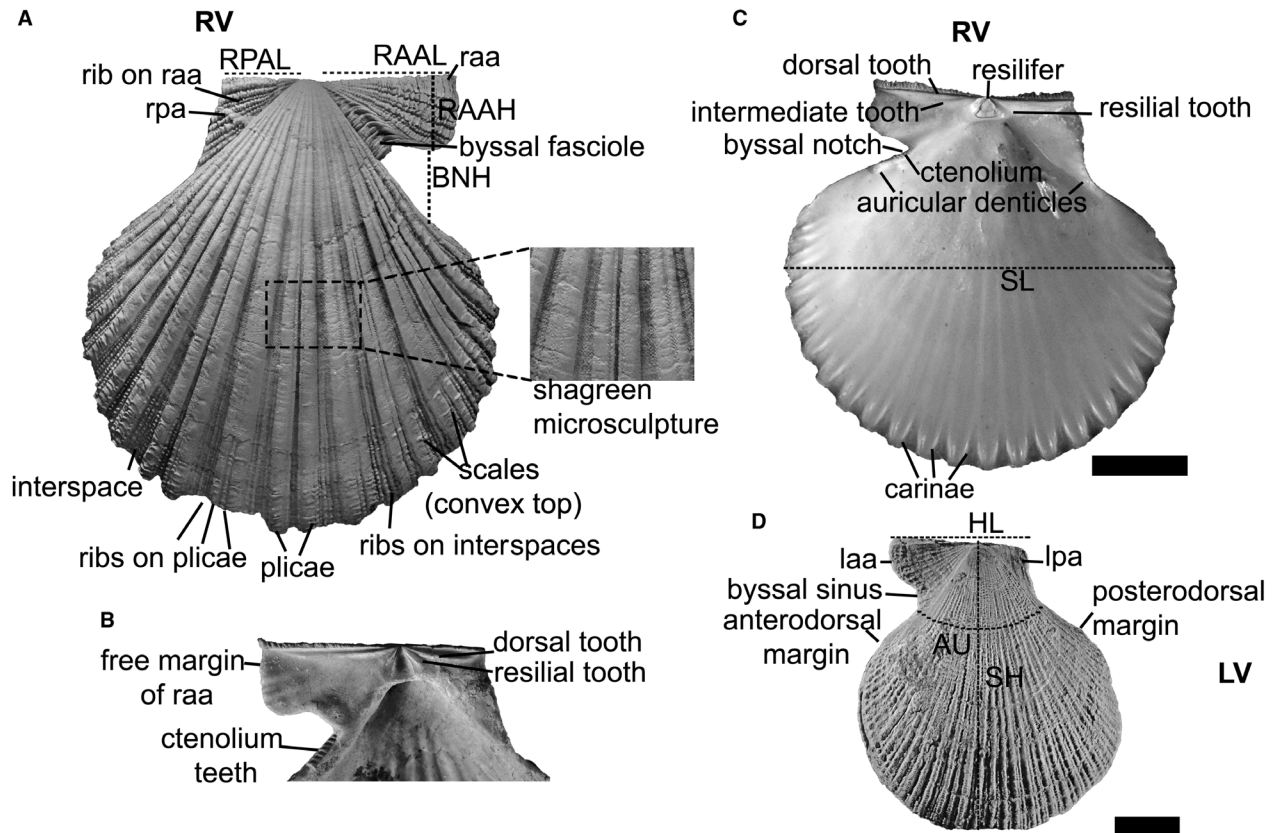 A
RV
RPAL
RAAL
raa
rib on raa
rpa
RAAH
byssal fasciole
BNH
shagreen
microsculpture
interspace
scales
(convex top)
ribs on plicae
plicae
ribs on interspaces
B
free margin
of raa
dorsal tooth
resilial tooth
ctenolium
teeth
C
RV
dorsal tooth
resilifer
intermediate tooth
resilial tooth
byssal notch
ctenolium
auricular denticles
SL
carinae
D
HL
laa
lpa
byssal sinus
anterodorsal
margin
posterodorsal
margin
AU
SH
LV